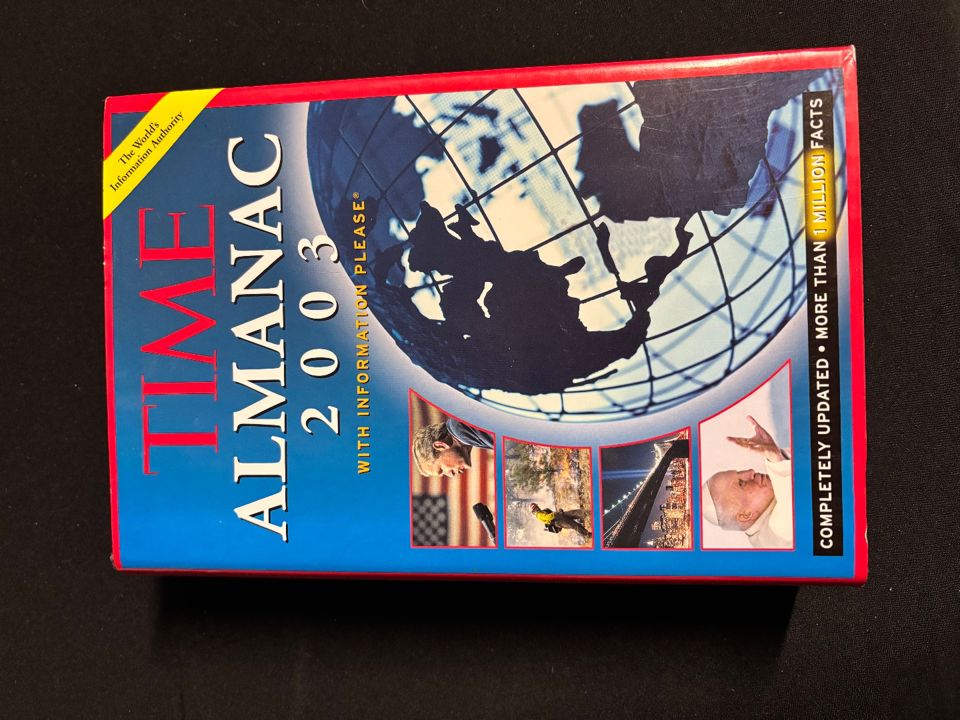 The World's
Information Authority
TIME
ALMANAC
2003
WITH INFORMATION PLEASE®
COMPLETELY UPDATED • MORE THAN 1 MILLION FACTS